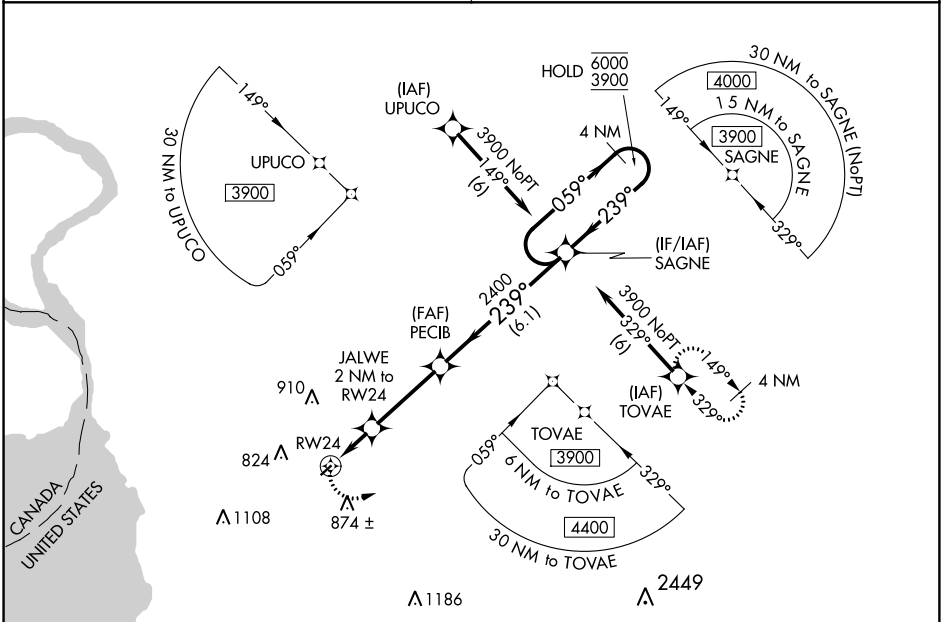 149°
UPUCO
3900
30 NM to UPUCO
059°
(IAF)
UPUCO
3900 NoPT
149°
(6)
HOLD 6000
3900
4 NM
059°
239°
30 NM to SAGNE (NoPT)
4000
15 NM to SAGNE
149°
3900
SAGNE
329°
(IF/IAF)
SAGNE
2400
239°
(6.1)
(FAF)
PECIB
JALWE
2 NM to
RW24
910
824
RW24
1108
874 ±
3900 NoPT
329°
(6)
149°
4 NM
329°
(IAF)
TOVAE
TOVAE
3900
059°
329°
6 NM to TOVAE
4400
30 NM to TOVAE
CANADA
UNITED STATES
1186
2449